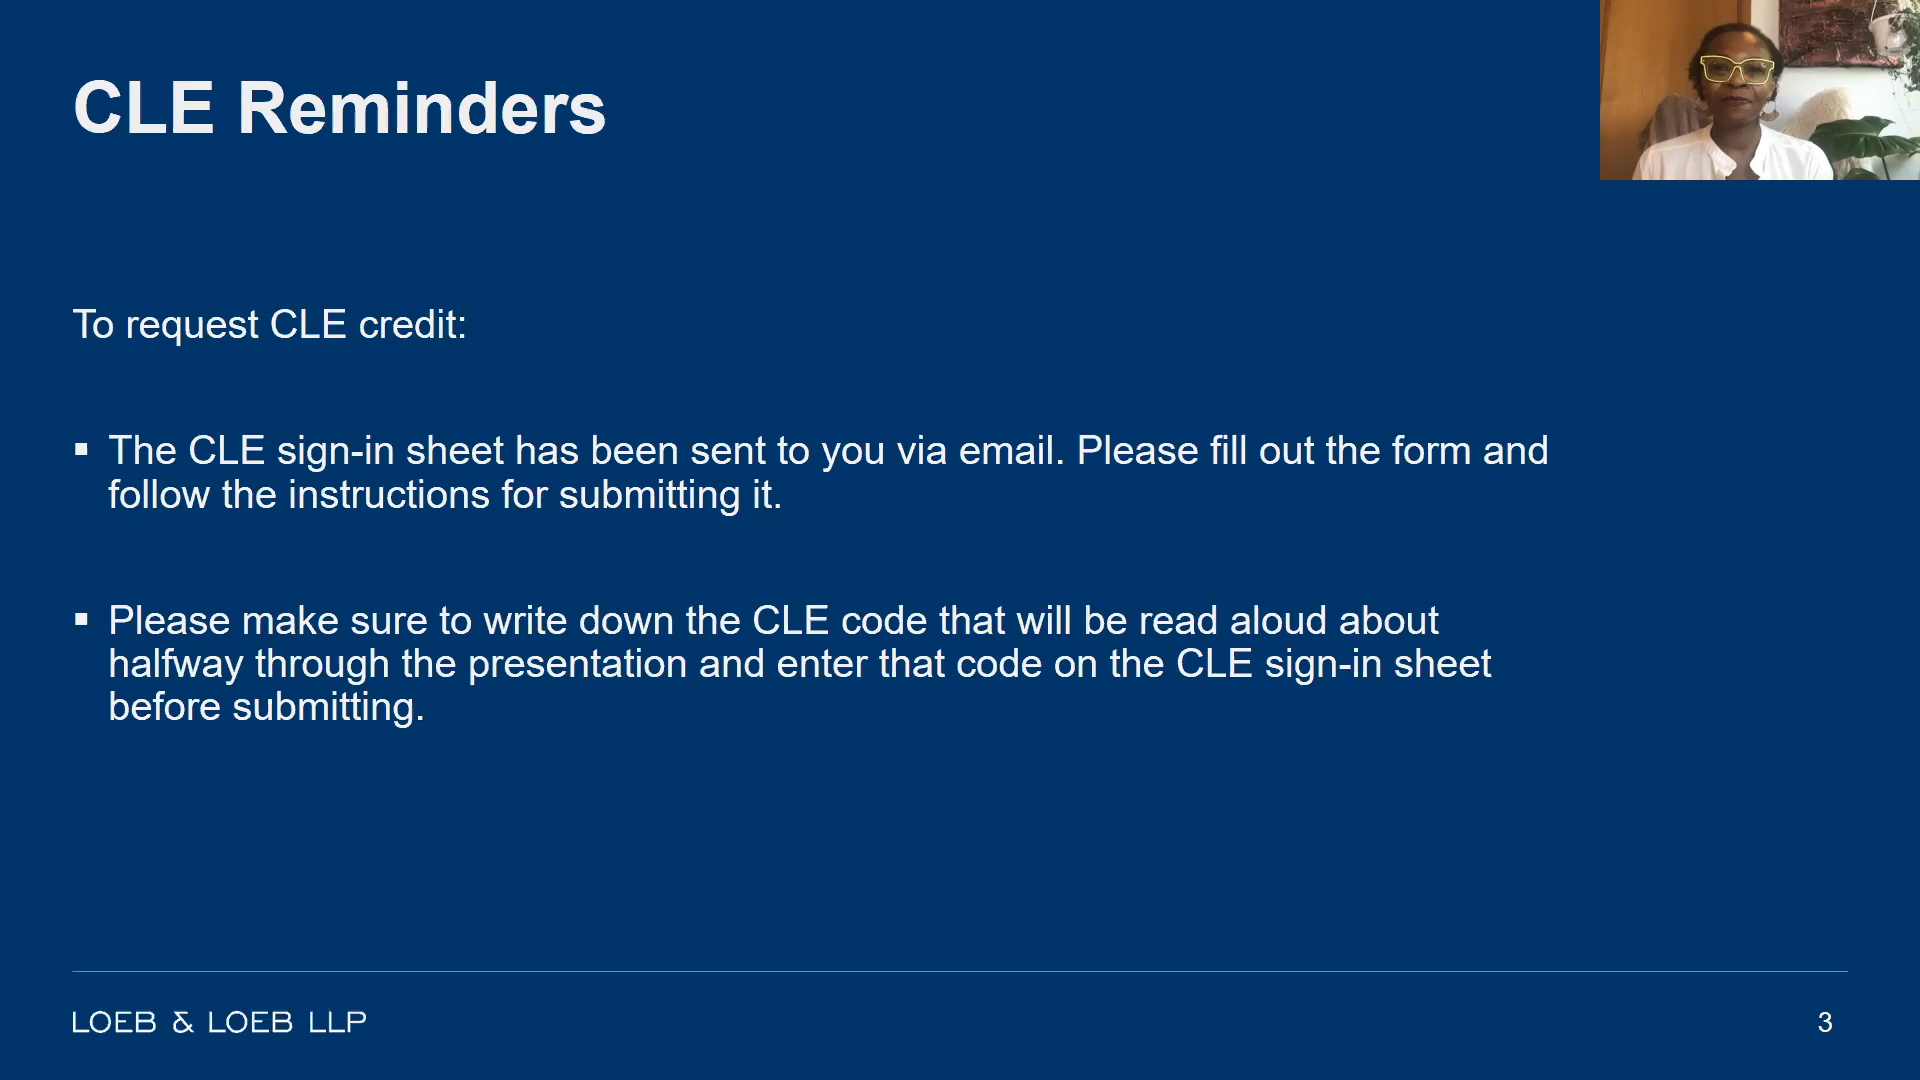 CLE Reminders
To request CLE credit:
▪ The CLE sign-in sheet has been sent to you via email. Please fill out the form and
follow the instructions for submitting it.
▪ Please make sure to write down the CLE code that will be read aloud about
halfway through the presentation and enter that code on the CLE sign-in sheet
before submitting.
LOEB & LOEB LLP
3